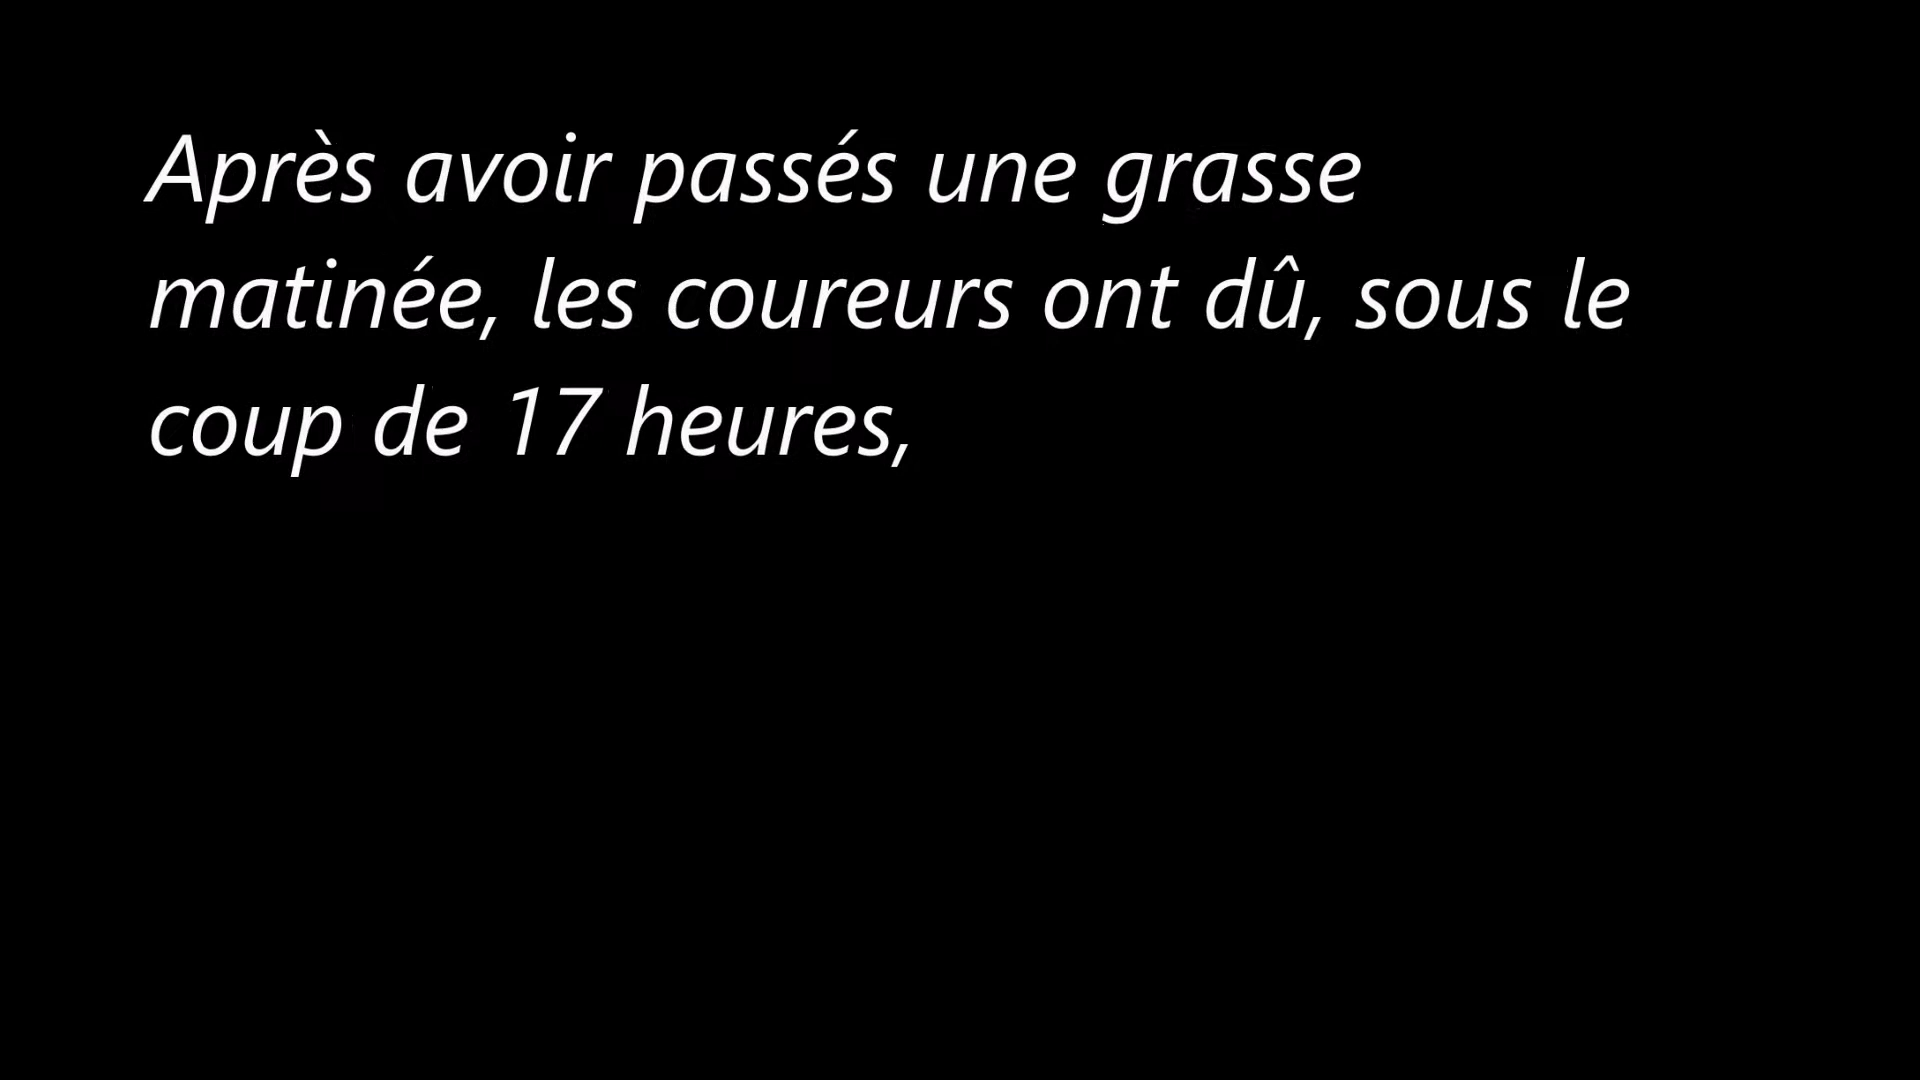 Après avoir passés une grasse
matinée, les coureurs ont dû, sous le
coup de 17 heures,